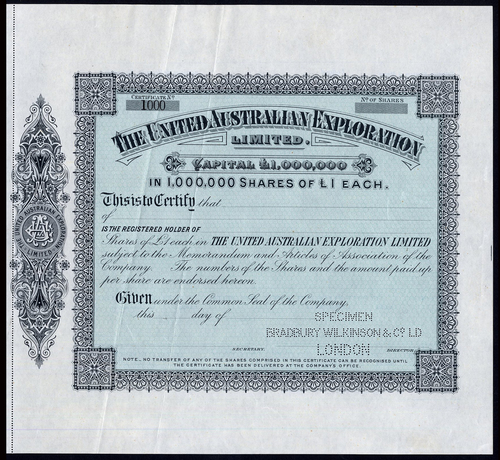 CERTIFICATE No
1000
No OF SHARES
THE UNITED AUSTRALIAN EXPLORATION
LIMITED.
CAPITAL £1,000,000
IN 1,000,000 SHARES OF £1 EACH.
This is to Certify that
of
IS THE REGISTERED HOLDER OF
Shares of £1 each in THE UNITED AUSTRALIAN EXPLORATION LIMITED
subject to the Memorandum and Articles of Association of the
Company. The numbers of the Shares and the amount paid up
per share are endorsed hereon.
Given under the Common Seal of the Company.
this day of
SPECIMEN
BRADBURY WILKINSON & Co LD
LONDON
SECRETARY.
DIRECTOR.
NOTE._ NO TRANSFER OF ANY OF THE SHARES COMPRISED IN THIS CERTIFICATE CAN BE RECOGNISED UNTIL
THE CERTIFICATE HAS BEEN DELIVERED AT THE COMPANY'S OFFICE.
UNITED AUSTRALIAN EXPLORATION
LIMITED